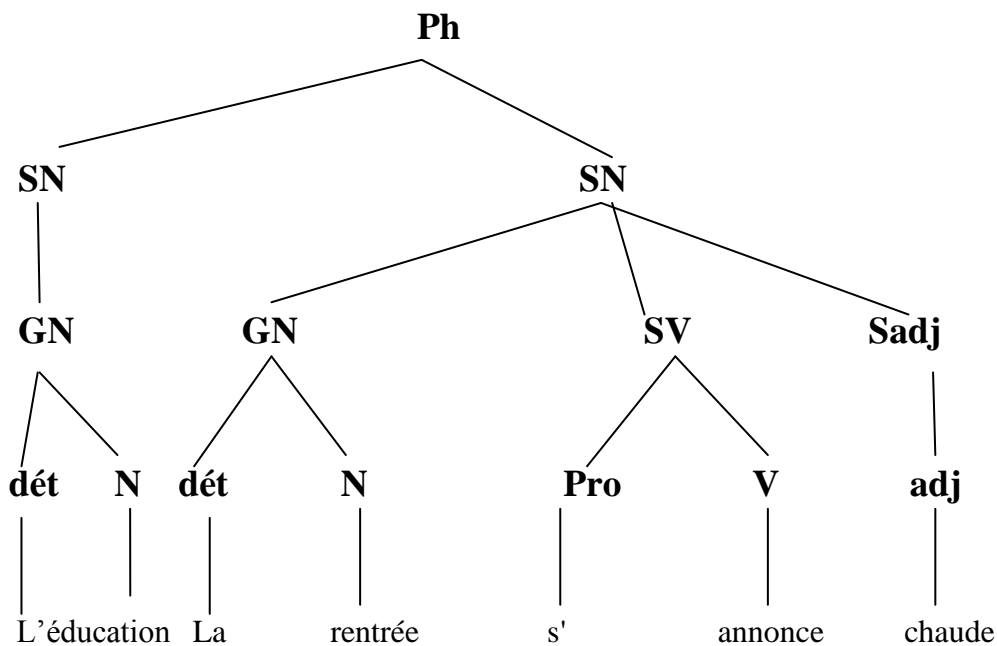 Ph
SN SN
GN GN SV Sadj
dét N dét N Pro V adj
L’éducation La rentrée s' annonce chaude